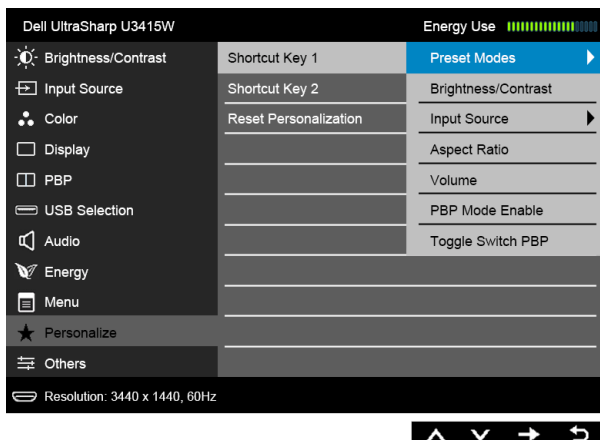 Dell UltraSharp U3415W
Energy Use
Brightness/Contrast
Shortcut Key 1
Preset Modes
Input Source
Shortcut Key 2
Brightness/Contrast
Color
Reset Personalization
Input Source
Display
Aspect Ratio
PBP
Volume
USB Selection
PBP Mode Enable
Audio
Toggle Switch PBP
Energy
Menu
Personalize
Others
Resolution: 3440 x 1440, 60Hz